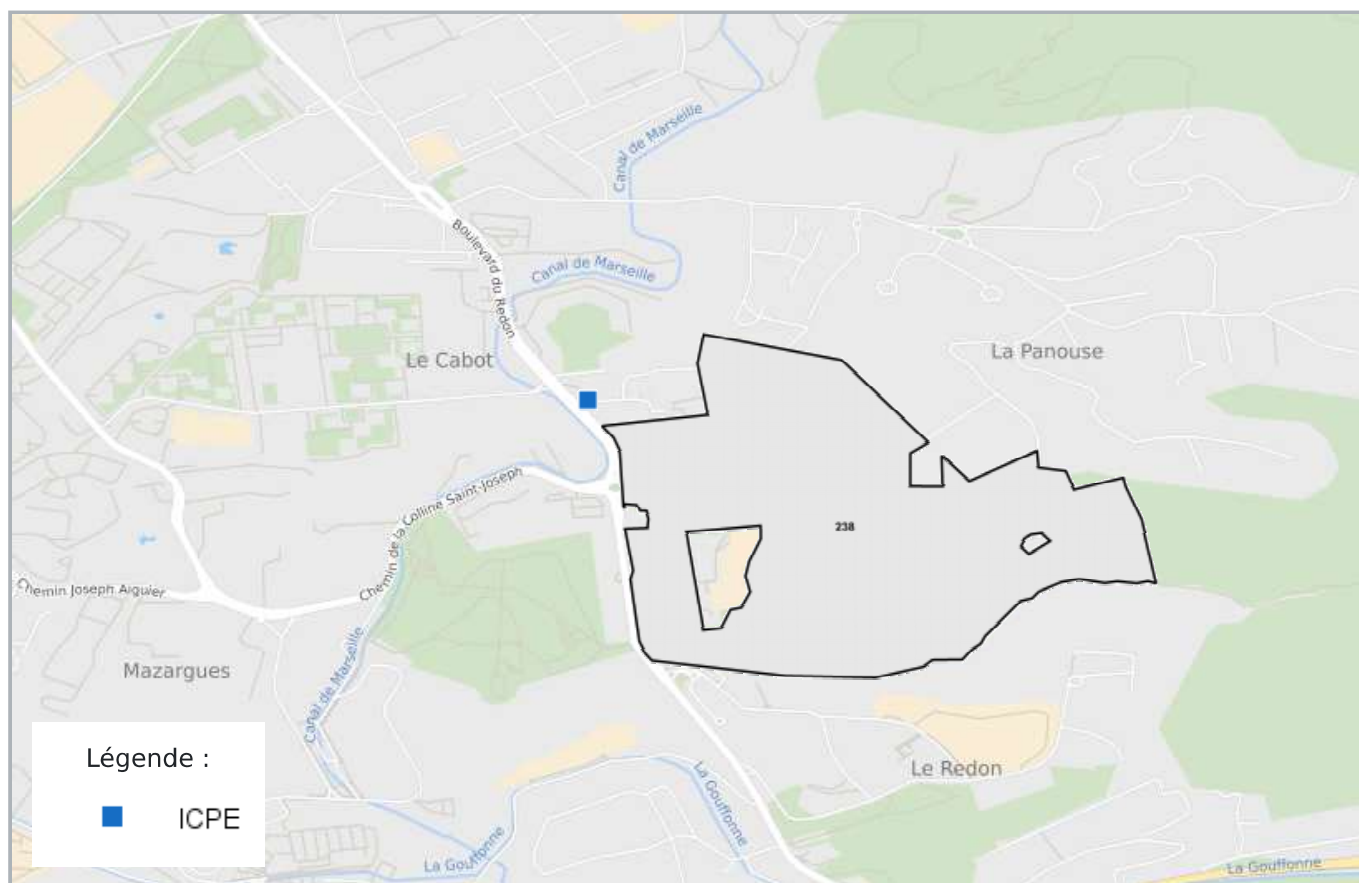 Canal de Marseille
Boulevard du Redon
Canal de Marseille
Le Cabot
La Panouse
Chemin de la Colline Saint-Joseph
238
Chemin Joseph Aiguier
Mazargues
Canal de Marseille
Le Redon
La Gouffonne
La Gouffonne
La Gouffonne
Légende :
ICPE